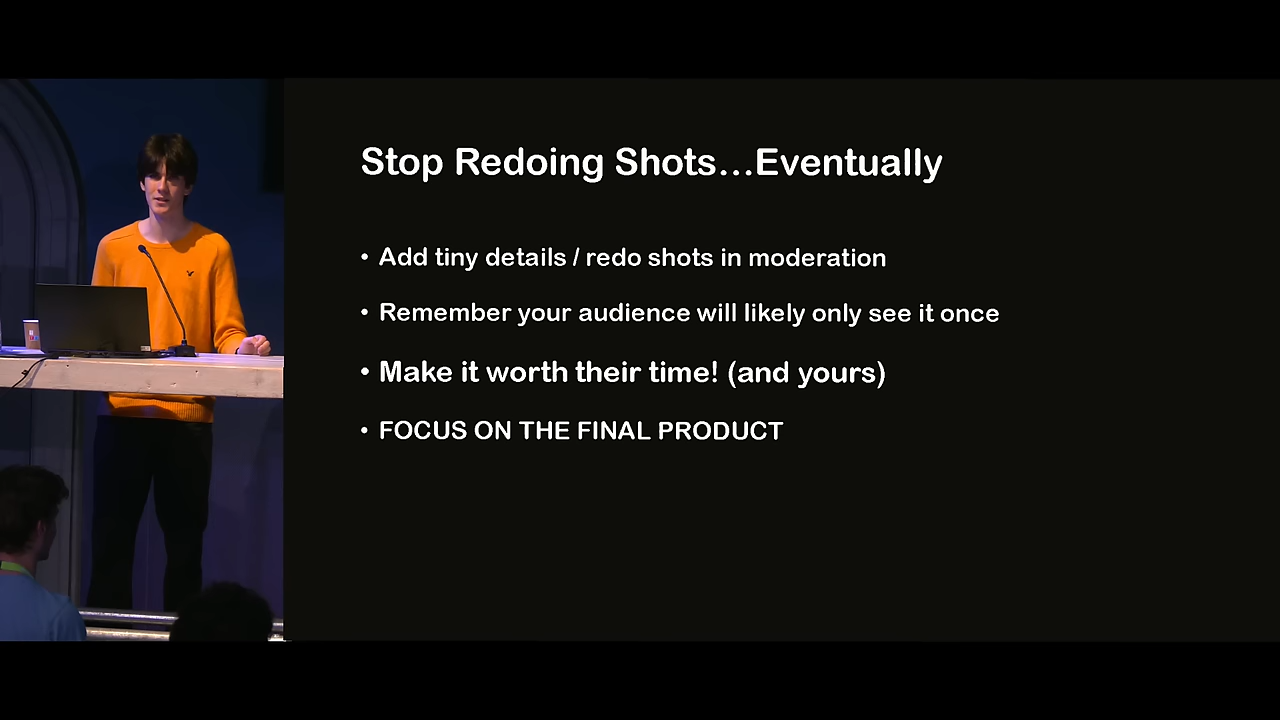 Stop Redoing Shots...Eventually
• Add tiny details / redo shots in moderation
• Remember your audience will likely only see it once
• Make it worth their time! (and yours)
• FOCUS ON THE FINAL PRODUCT